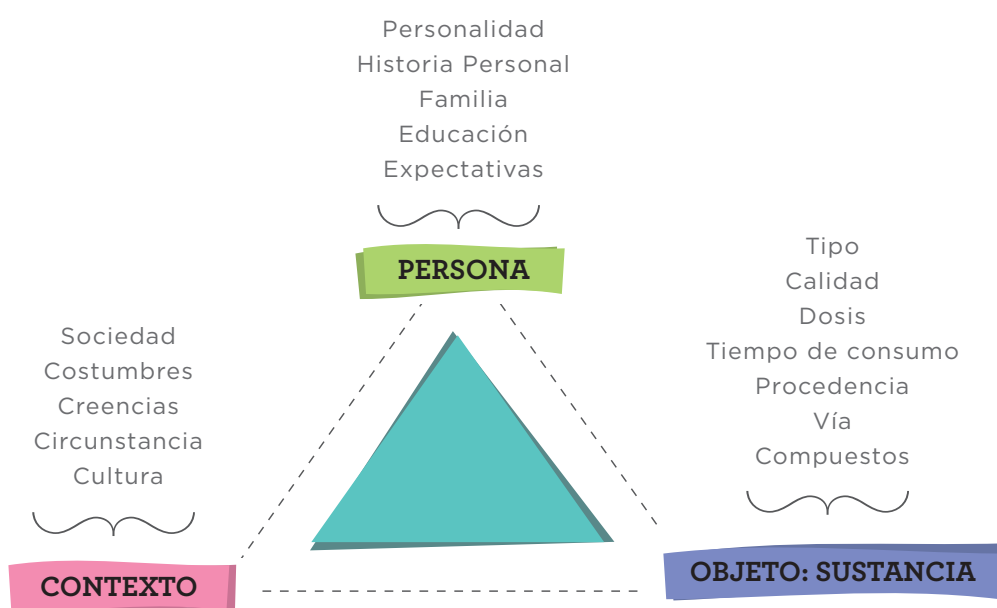 Personalidad
Historia Personal
Familia
Educación
Expectativas
PERSONA
Sociedad
Costumbres
Creencias
Circunstancia
Cultura
CONTEXTO
Tipo
Calidad
Dosis
Tiempo de consumo
Procedencia
Vía
Compuestos
OBJETO: SUSTANCIA